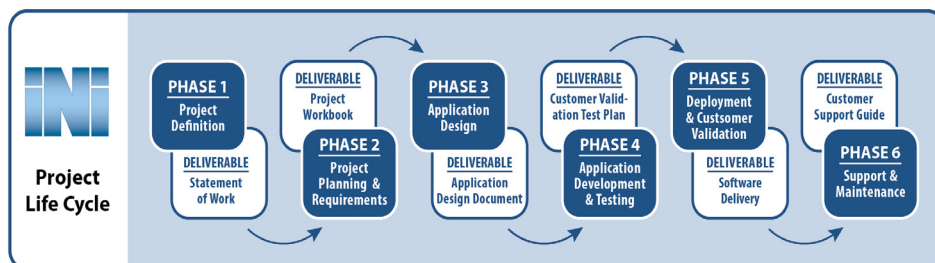 iNi
Project
Life Cycle
PHASE 1
Project
Definition
DELIVERABLE
Statement
of Work
DELIVERABLE
Project
Workbook
PHASE 2
Project
Planning &
Requirements
PHASE 3
Application
Design
DELIVERABLE
Application
Design Document
DELIVERABLE
Customer Valid-
ation Test Plan
PHASE 4
Application
Development
& Testing
PHASE 5
Deployment
& Custsomer
Validation
DELIVERABLE
Software
Delivery
DELIVERABLE
Customer
Support Guide
PHASE 6
Support &
Maintenance